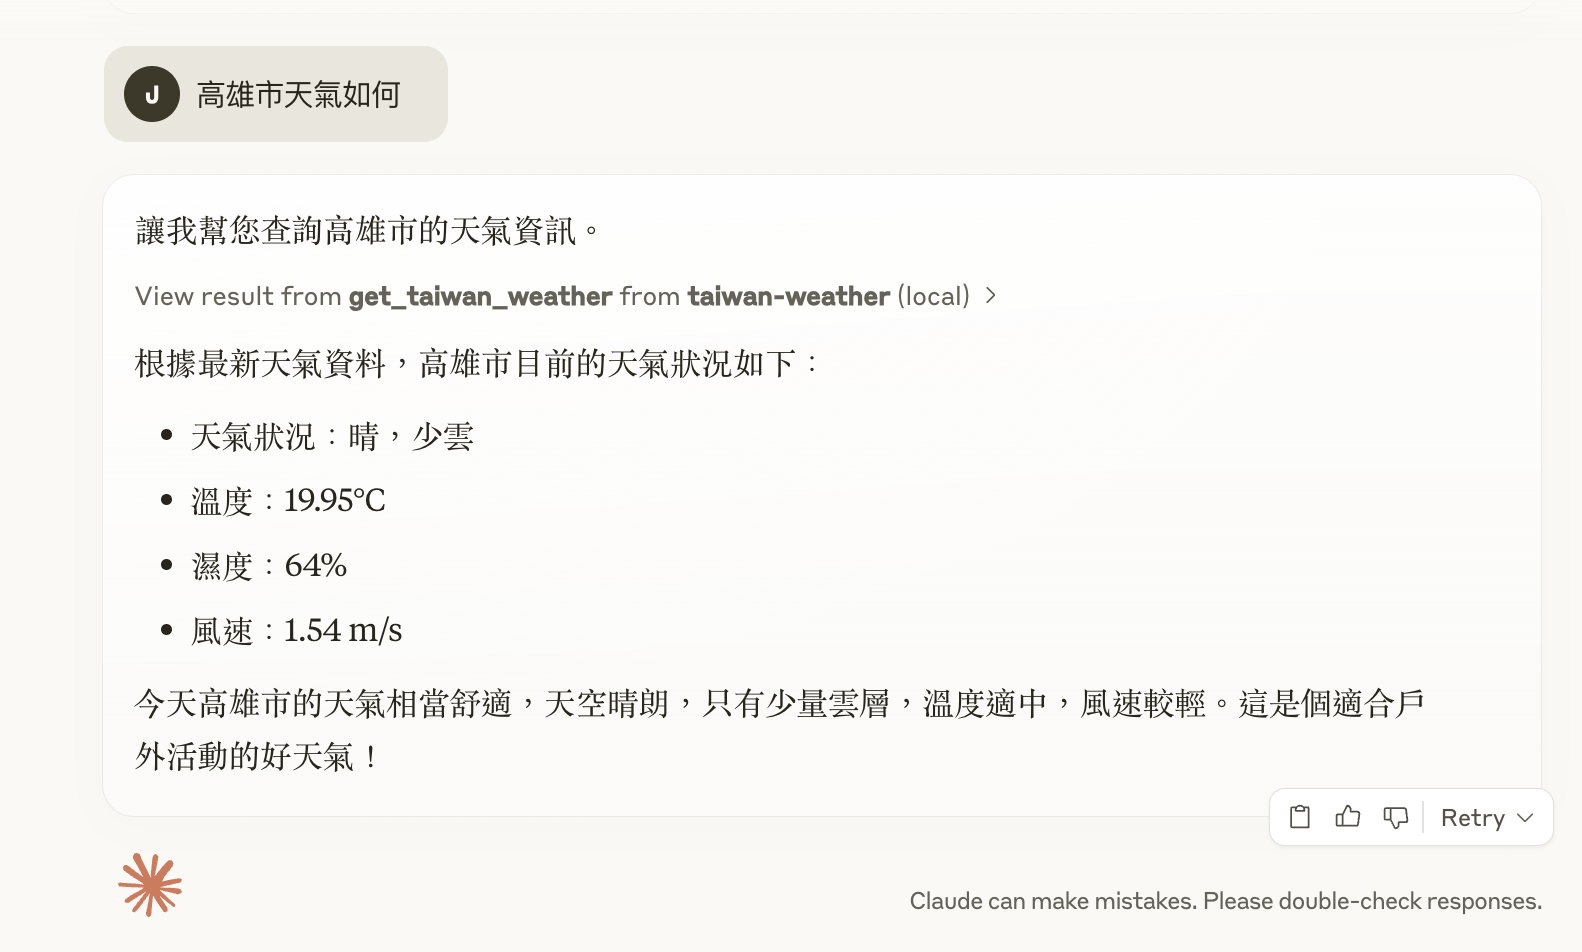 J
高雄市天氣如何
讓我幫您查詢高雄市的天氣資訊。
View result from get_taiwan_weather from taiwan-weather (local)
根據最新天氣資料，高雄市目前的天氣狀況如下：
• 天氣狀況：晴，少雲
• 溫度：19.95°C
• 濕度：64%
• 風速：1.54 m/s
今天高雄市的天氣相當舒適，天空晴朗，只有少量雲層，溫度適中，風速較輕。這是個適合戶
外活動的好天氣！
Retry
Claude can make mistakes. Please double-check responses.